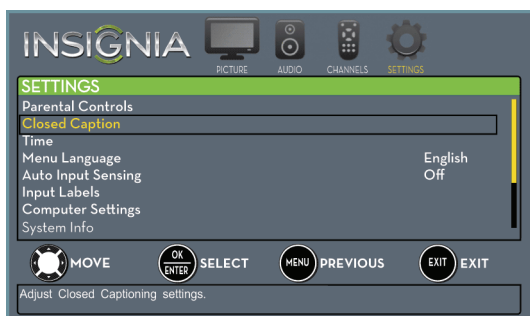 INSIGNIA
PICTURE AUDIO CHANNELS SETTINGS
SETTINGS
Parental Controls
Closed Caption
Time
Menu Language English
Auto Input Sensing Off
Input Labels
Computer Settings
System Info
MOVE OK ENTER SELECT MENU PREVIOUS EXIT EXIT
Adjust Closed Captioning settings.